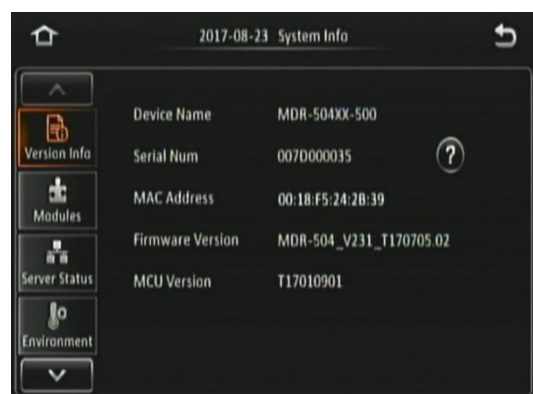 2017-08-23 System Info
Version Info
Device Name MDR-504XX-500
Serial Num 007D000035 ?
Modules
MAC Address 00:18:F5:24:2B:39
Firmware Version MDR-504_V231_T170705.02
Server Status
MCU Version T17010901
Environment